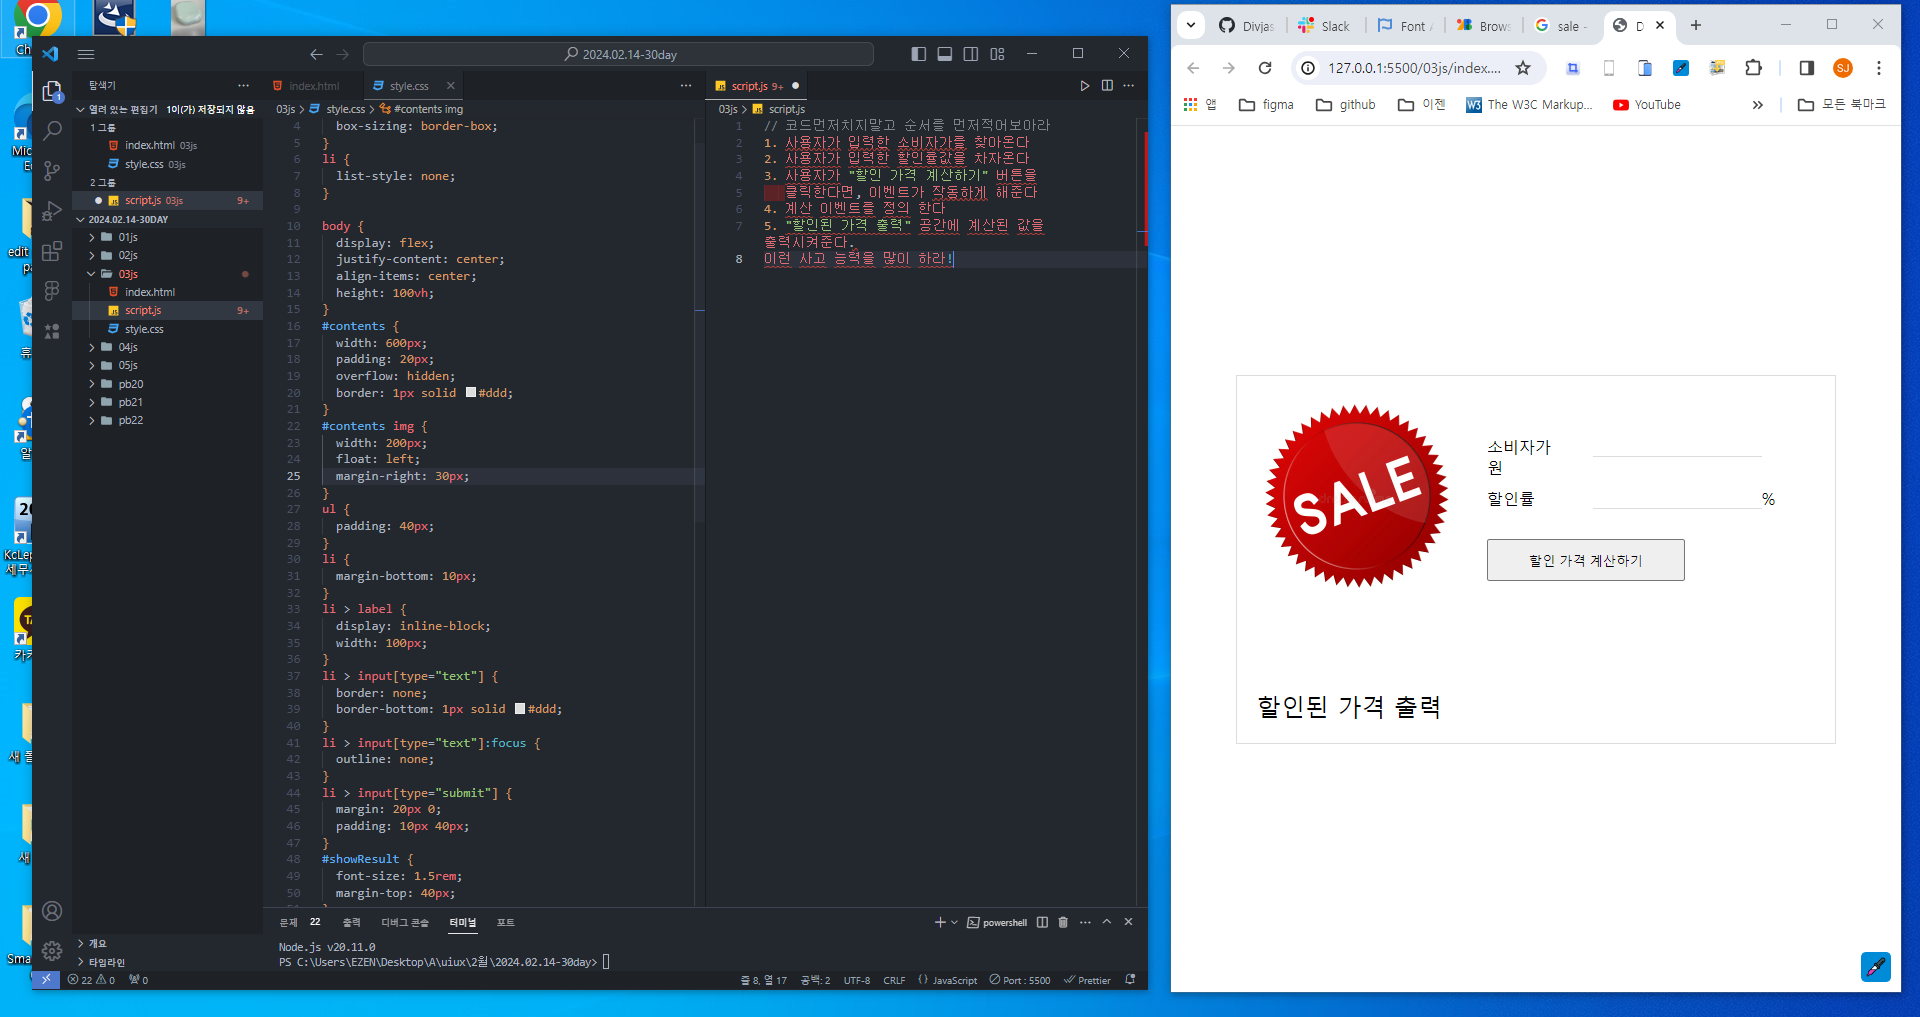 2024.02.14-30day
탐색기
열려 있는 편집기 1이(가) 저장되지 않음
1 그룹
index.html 03js
style.css 03js
2 그룹
script.js 03js 9+
2024.02.14-30DAY
01js
02js
03js
index.html
script.js 9+
style.css
04js
05js
pb20
pb21
pb22
개요
타임라인
index.html
style.css
03js > style.css > #contents img
4 box-sizing: border-box;
5 }
6 li {
7 list-style: none;
8 }
9
10 body {
11 display: flex;
12 justify-content: center;
13 align-items: center;
14 height: 100vh;
15 }
16 #contents {
17 width: 600px;
18 padding: 20px;
19 overflow: hidden;
20 border: 1px solid #ddd;
21 }
22 #contents img {
23 width: 200px;
24 float: left;
25 margin-right: 30px;
26 }
27 ul {
28 padding: 40px;
29 }
30 li {
31 margin-bottom: 10px;
32 }
33 li > label {
34 display: inline-block;
35 width: 100px;
36 }
37 li > input[type="text"] {
38 border: none;
39 border-bottom: 1px solid #ddd;
40 }
41 li > input[type="text"]:focus {
42 outline: none;
43 }
44 li > input[type="submit"] {
45 margin: 20px 0;
46 padding: 10px 40px;
47 }
48 #showResult {
49 font-size: 1.5rem;
50 margin-top: 40px;
script.js 9+
03js > script.js
1 // 코드먼저치지말고 순서를 먼저적어보아라
2 1. 사용자가 입력한 소비자가를 찾아온다
3 2. 사용자가 입력한 할인률값을 차자온다
4 3. 사용자가 "할인 가격 계산하기" 버튼을
5 클릭한다면, 이벤트가 작동하게 해준다
6 4. 계산 이벤트를 정의 한다
7 5. "할인된 가격 출력" 공간에 계산된 값을
출력시켜준다.
8 이런 사고 능력을 많이 하라!
문제 22 출력 디버그 콘솔 터미널 포트
powershell
Node.js v20.11.0
PS C:\Users\EZEN\Desktop\A\uiux\2월\2024.02.14-30day>
22 0 0
줄 8, 열 17 공백: 2 UTF-8 CRLF {} JavaScript Port : 5500 Prettier
Divjas Slack Font Brows sale - D
127.0.0.1:5500/03js/index....
SJ
앱 figma github 이젠 The W3C Markup... YouTube 모든 북마크
SALE
소비자가
원
할인률 %
할인 가격 계산하기
할인된 가격 출력